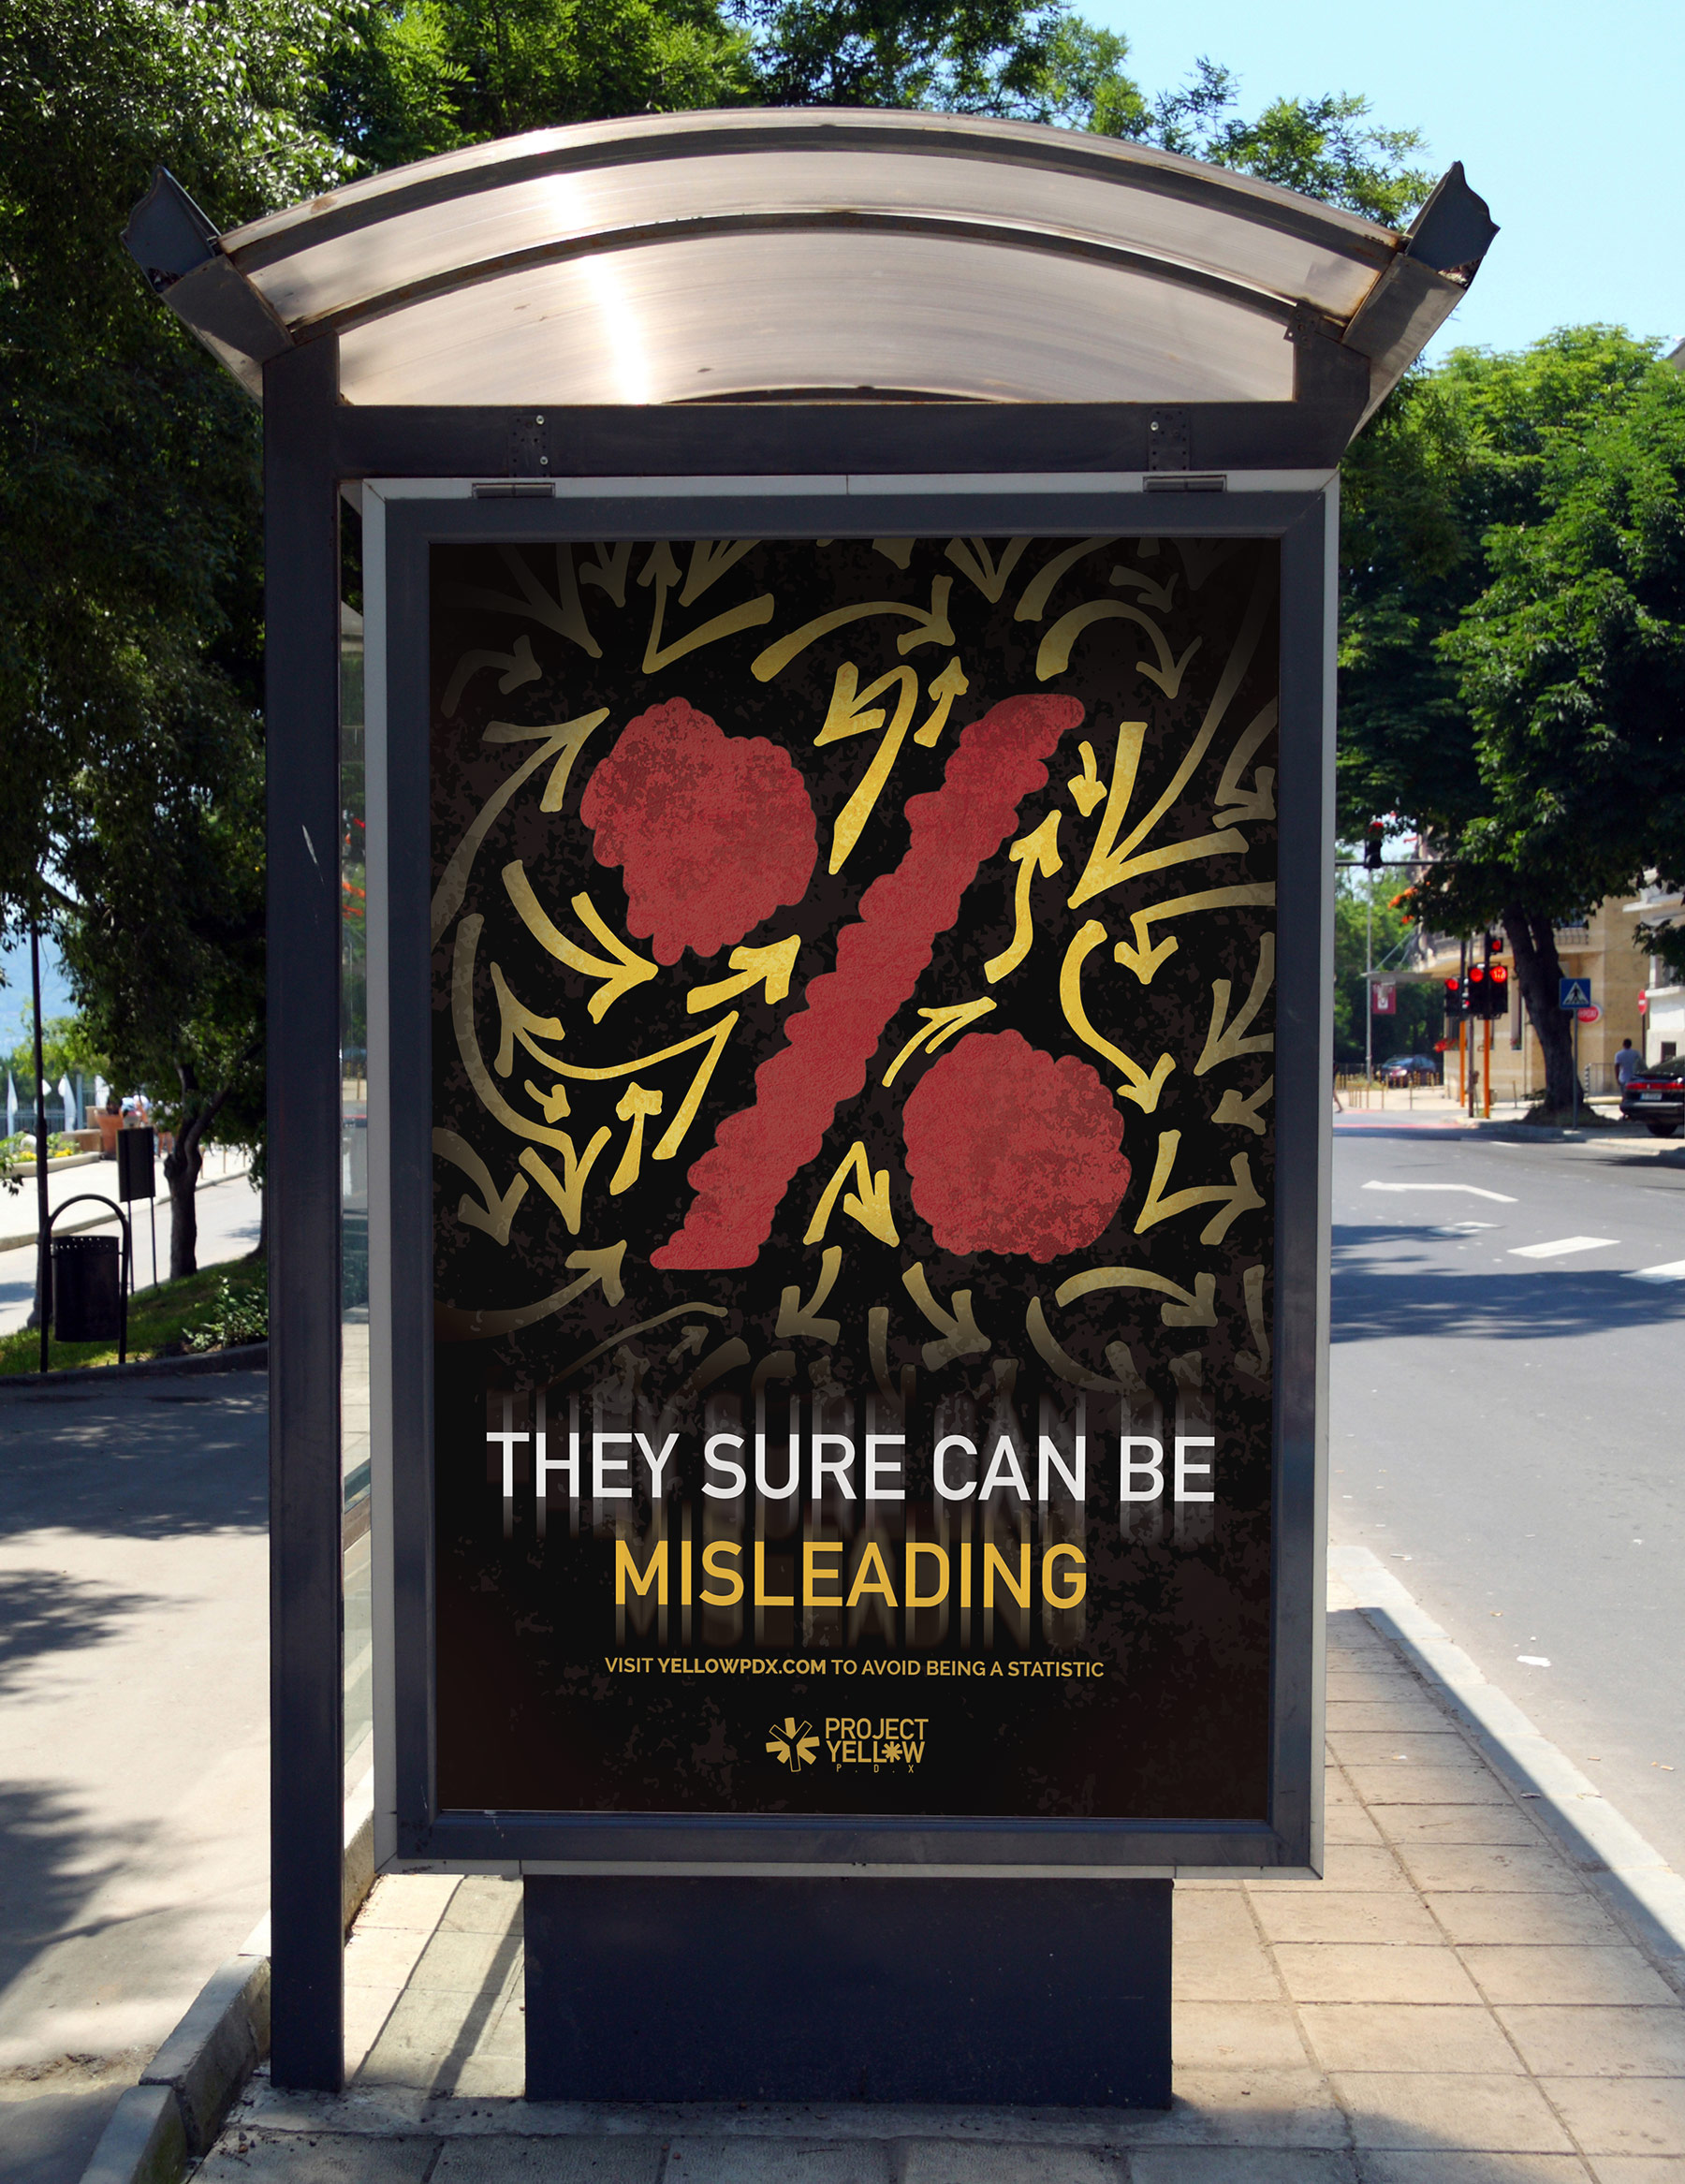 THEY SURE CAN BE
MISLEADING
VISIT YELLOWPDX.COM TO AVOID BEING A STATISTIC
PROJECT
YELLOW
P.D.X